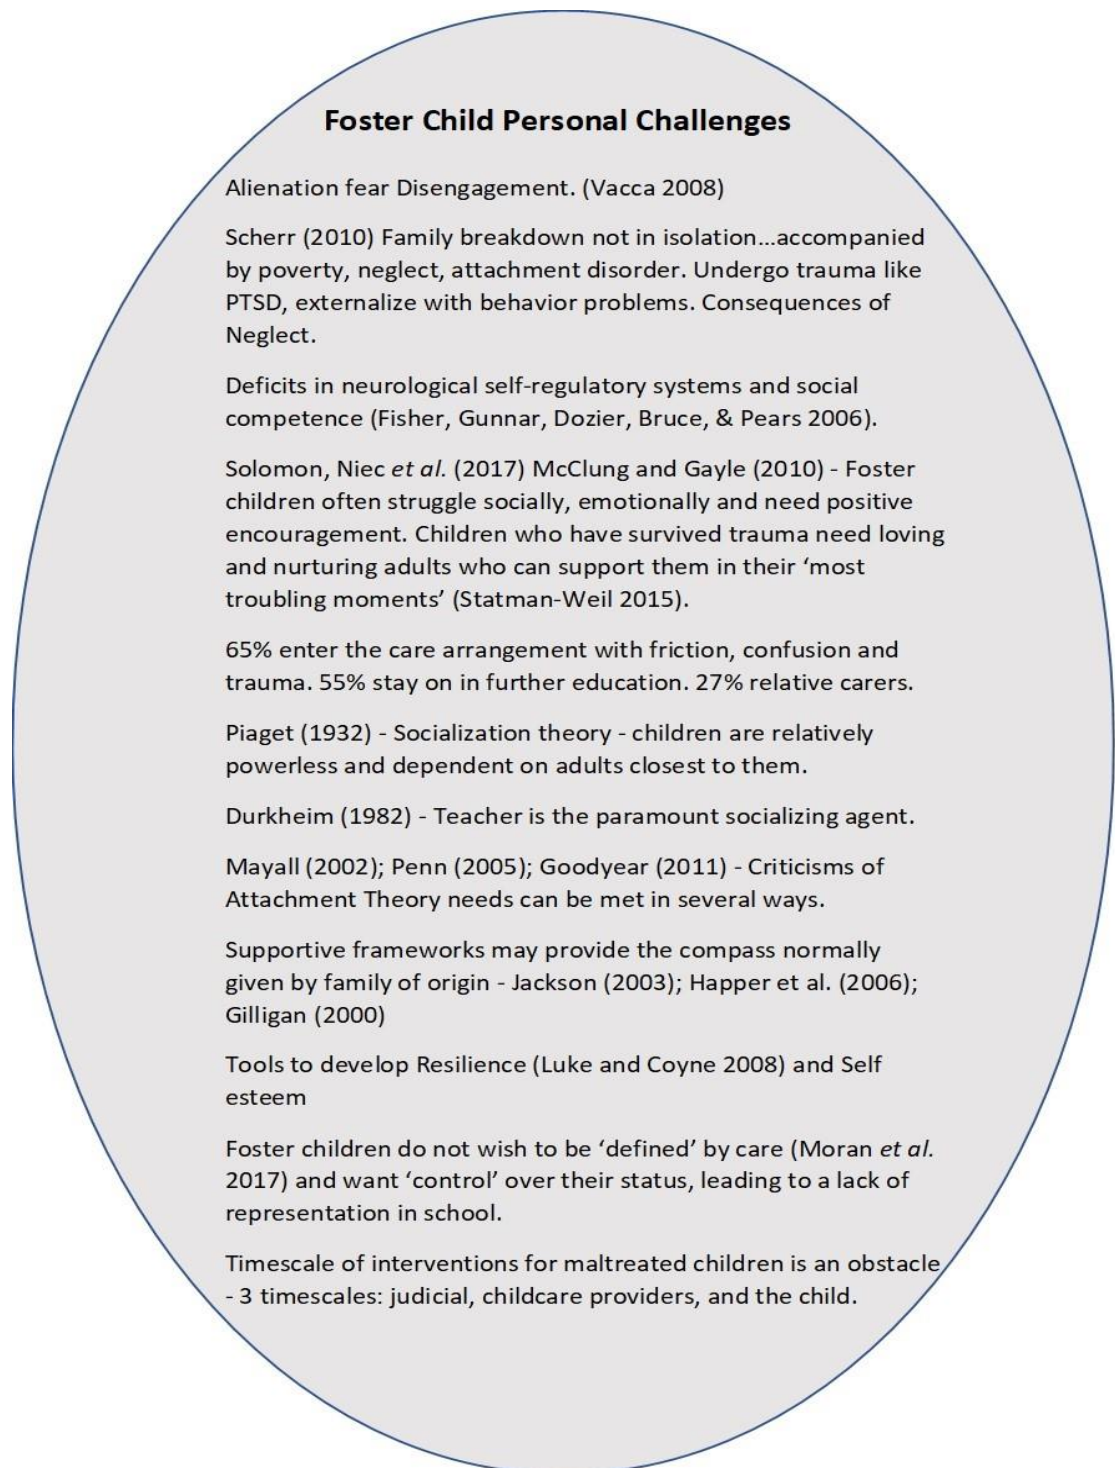 Foster Child Personal Challenges
Alienation fear Disengagement. (Vacca 2008)
Scherr (2010) Family breakdown not in isolation...accompanied
by poverty, neglect, attachment disorder. Undergo trauma like
PTSD, externalize with behavior problems. Consequences of
Neglect.
Deficits in neurological self-regulatory systems and social
competence (Fisher, Gunnar, Dozier, Bruce, & Pears 2006).
Solomon, Niec et al. (2017) McClung and Gayle (2010) - Foster
children often struggle socially, emotionally and need positive
encouragement. Children who have survived trauma need loving
and nurturing adults who can support them in their ‘most
troubling moments’ (Statman-Weil 2015).
65% enter the care arrangement with friction, confusion and
trauma. 55% stay on in further education. 27% relative carers.
Piaget (1932) - Socialization theory - children are relatively
powerless and dependent on adults closest to them.
Durkheim (1982) - Teacher is the paramount socializing agent.
Mayall (2002); Penn (2005); Goodyear (2011) - Criticisms of
Attachment Theory needs can be met in several ways.
Supportive frameworks may provide the compass normally
given by family of origin - Jackson (2003); Happer et al. (2006);
Gilligan (2000)
Tools to develop Resilience (Luke and Coyne 2008) and Self
esteem
Foster children do not wish to be ‘defined’ by care (Moran et al.
2017) and want ‘control’ over their status, leading to a lack of
representation in school.
Timescale of interventions for maltreated children is an obstacle
- 3 timescales: judicial, childcare providers, and the child.